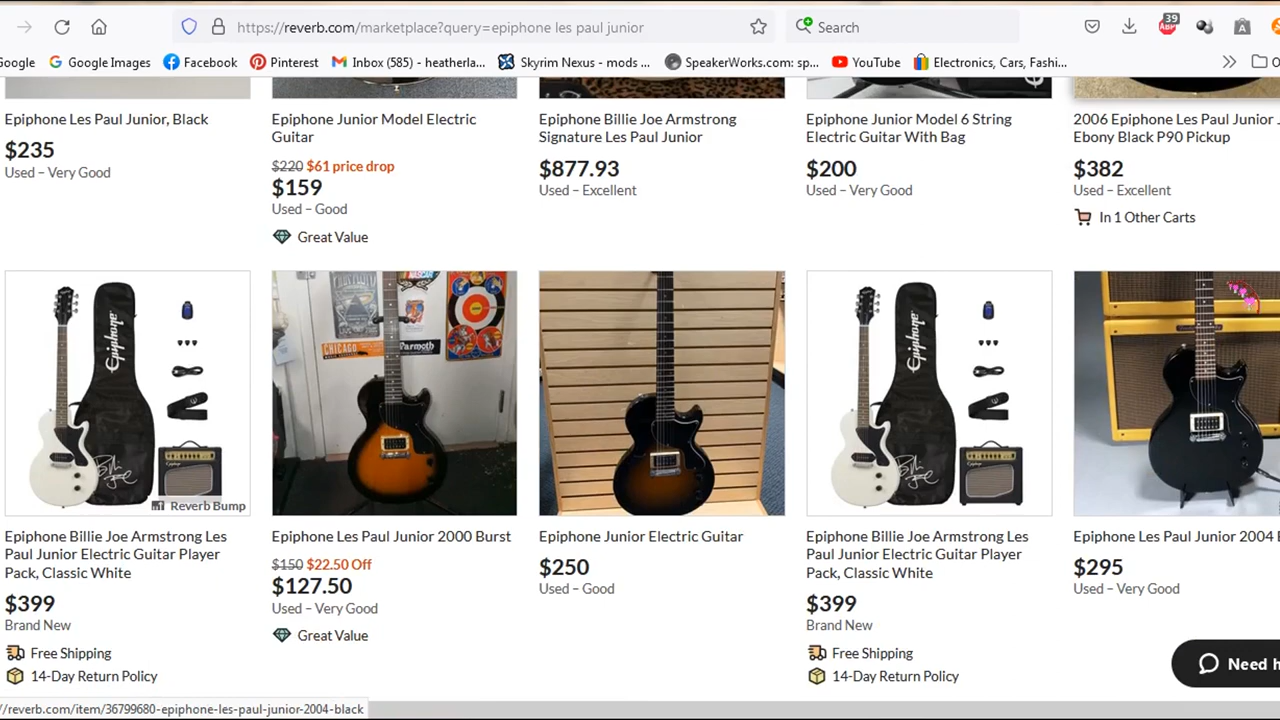 https://reverb.com/marketplace?query=epiphone les paul junior
Search
39
ABP
A
Google
Google Images
Facebook
Pinterest
Inbox (585) - heatherla...
Skyrim Nexus - mods ...
SpeakerWorks.com: sp...
YouTube
Electronics, Cars, Fashi...
Epiphone Les Paul Junior, Black
$235
Used – Very Good
Epiphone Junior Model Electric
Guitar
$220 $61 price drop
$159
Used – Good
Great Value
Epiphone Billie Joe Armstrong
Signature Les Paul Junior
$877.93
Used – Excellent
Epiphone Junior Model 6 String
Electric Guitar With Bag
$200
Used – Very Good
2006 Epiphone Les Paul Junior
Ebony Black P90 Pickup
$382
Used – Excellent
In 1 Other Carts
Epiphone
Reverb Bump
CHICAGO
Epiphone
Epiphone Billie Joe Armstrong Les
Paul Junior Electric Guitar Player
Pack, Classic White
$399
Brand New
Free Shipping
14-Day Return Policy
Epiphone Les Paul Junior 2000 Burst
$150 $22.50 Off
$127.50
Used – Very Good
Great Value
Epiphone Junior Electric Guitar
$250
Used – Good
Epiphone Billie Joe Armstrong Les
Paul Junior Electric Guitar Player
Pack, Classic White
$399
Brand New
Free Shipping
14-Day Return Policy
Epiphone Les Paul Junior 2004
$295
Used – Very Good
Need h
//reverb.com/item/36799680-epiphone-les-paul-junior-2004-black